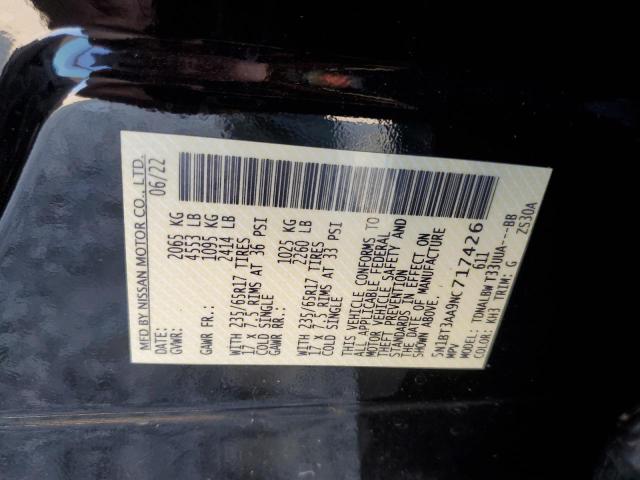 MFD BY NISSAN MOTOR CO., LTD.
DATE: 06/22
GVWR: 2065 KG
4553 LB
GAWR FR: 1095 KG
2414 LB
WITH 235/65R17 TIRES
17 X 7.5 RIMS AT 36 PSI
COLD SINGLE
GAWR RR: 1025 KG
2260 LB
WITH 235/65R17 TIRES
17 X 7.5 RIMS AT 33 PSI
COLD SINGLE
THIS VEHICLE CONFORMS TO
ALL APPLICABLE FEDERAL
MOTOR VEHICLE SAFETY AND
THEFT PREVENTION
STANDARDS IN EFFECT ON
THE DATE OF MANUFACTURE
SHOWN ABOVE.
5N1BT3AA9NC717426
MPV 611
MODEL: TDNALBW T33UUA---BB
COLOR: KH3 TRIM: G ZS30A